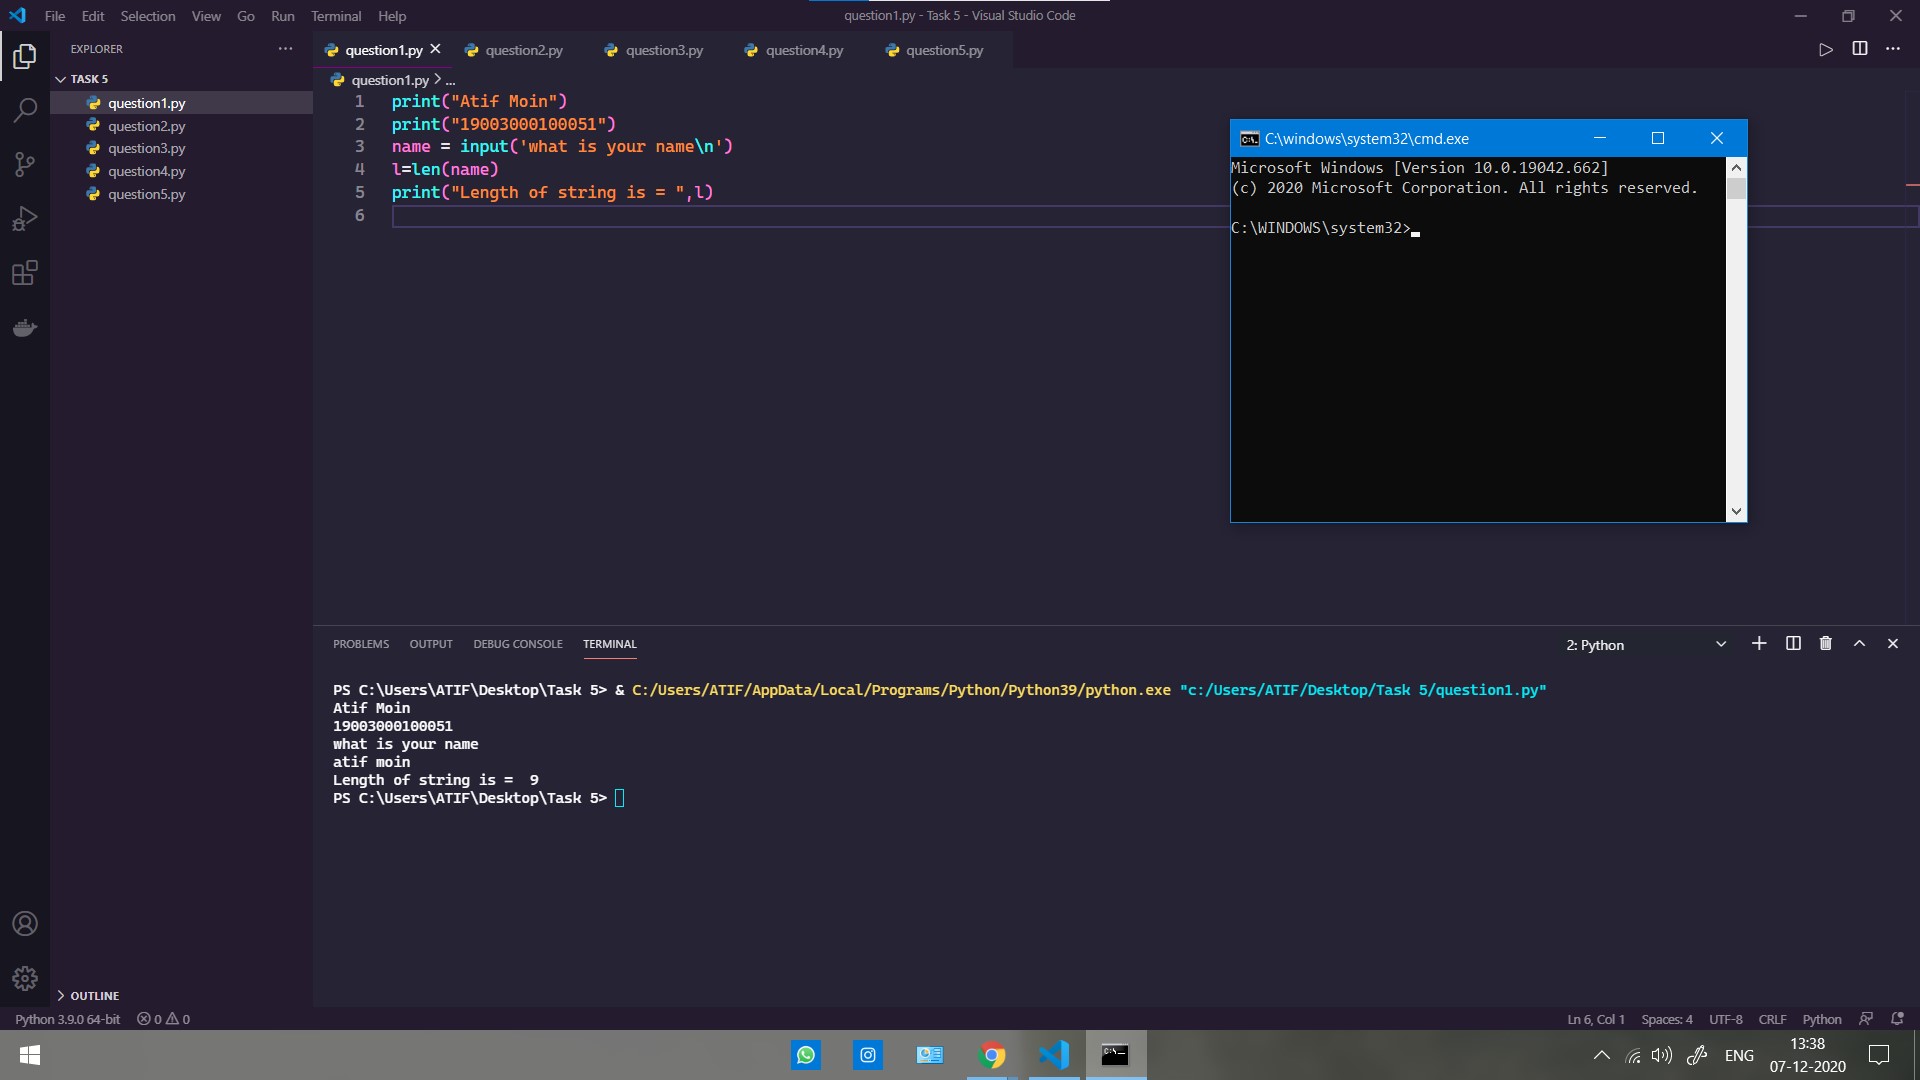 File Edit Selection View Go Run Terminal Help
question1.py - Task 5 - Visual Studio Code
EXPLORER
TASK 5
question1.py
question2.py
question3.py
question4.py
question5.py
OUTLINE
question1.py question2.py question3.py question4.py question5.py
question1.py > ...
1 print("Atif Moin")
2 print("19003000100051")
3 name = input('what is your name\n')
4 l=len(name)
5 print("Length of string is = ",l)
6
C:\windows\system32\cmd.exe
Microsoft Windows [Version 10.0.19042.662]
(c) 2020 Microsoft Corporation. All rights reserved.
C:\WINDOWS\system32>
PROBLEMS OUTPUT DEBUG CONSOLE TERMINAL
2: Python
PS C:\Users\ATIF\Desktop\Task 5> & C:/Users/ATIF/AppData/Local/Programs/Python/Python39/python.exe "c:/Users/ATIF/Desktop/Task 5/question1.py"
Atif Moin
19003000100051
what is your name
atif moin
Length of string is =  9
PS C:\Users\ATIF\Desktop\Task 5>
Python 3.9.0 64-bit 0 0
Ln 6, Col 1 Spaces: 4 UTF-8 CRLF Python
ENG
13:38
07-12-2020